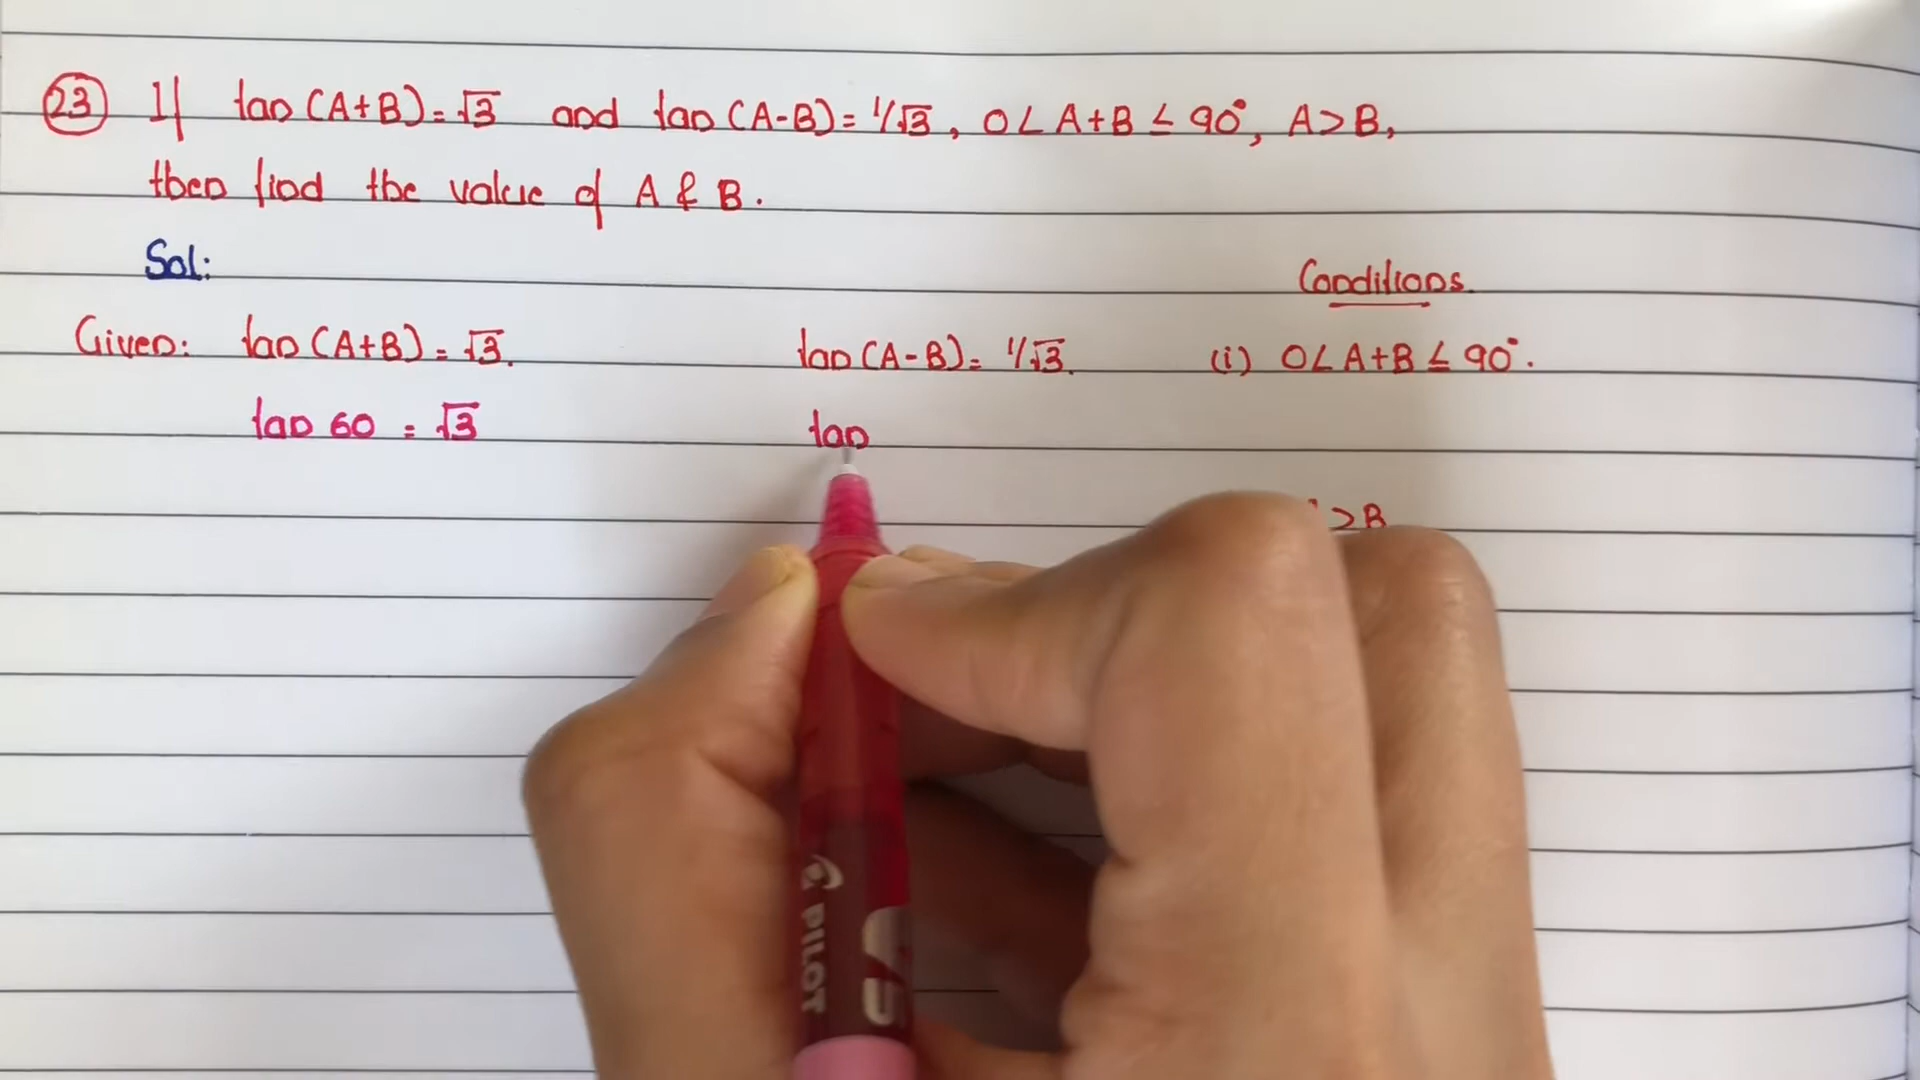 23 If tan (A+B) = √3 and tan (A-B) = 1/√3, 0 < A+B ≤ 90°, A > B,
then find the value of A & B.
Sol:
Conditions.
Given: tan (A+B) = √3. tan (A-B) = 1/√3. (i) 0 < A+B ≤ 90°.
tan 60 = √3 tan
> B
PILOT
V5